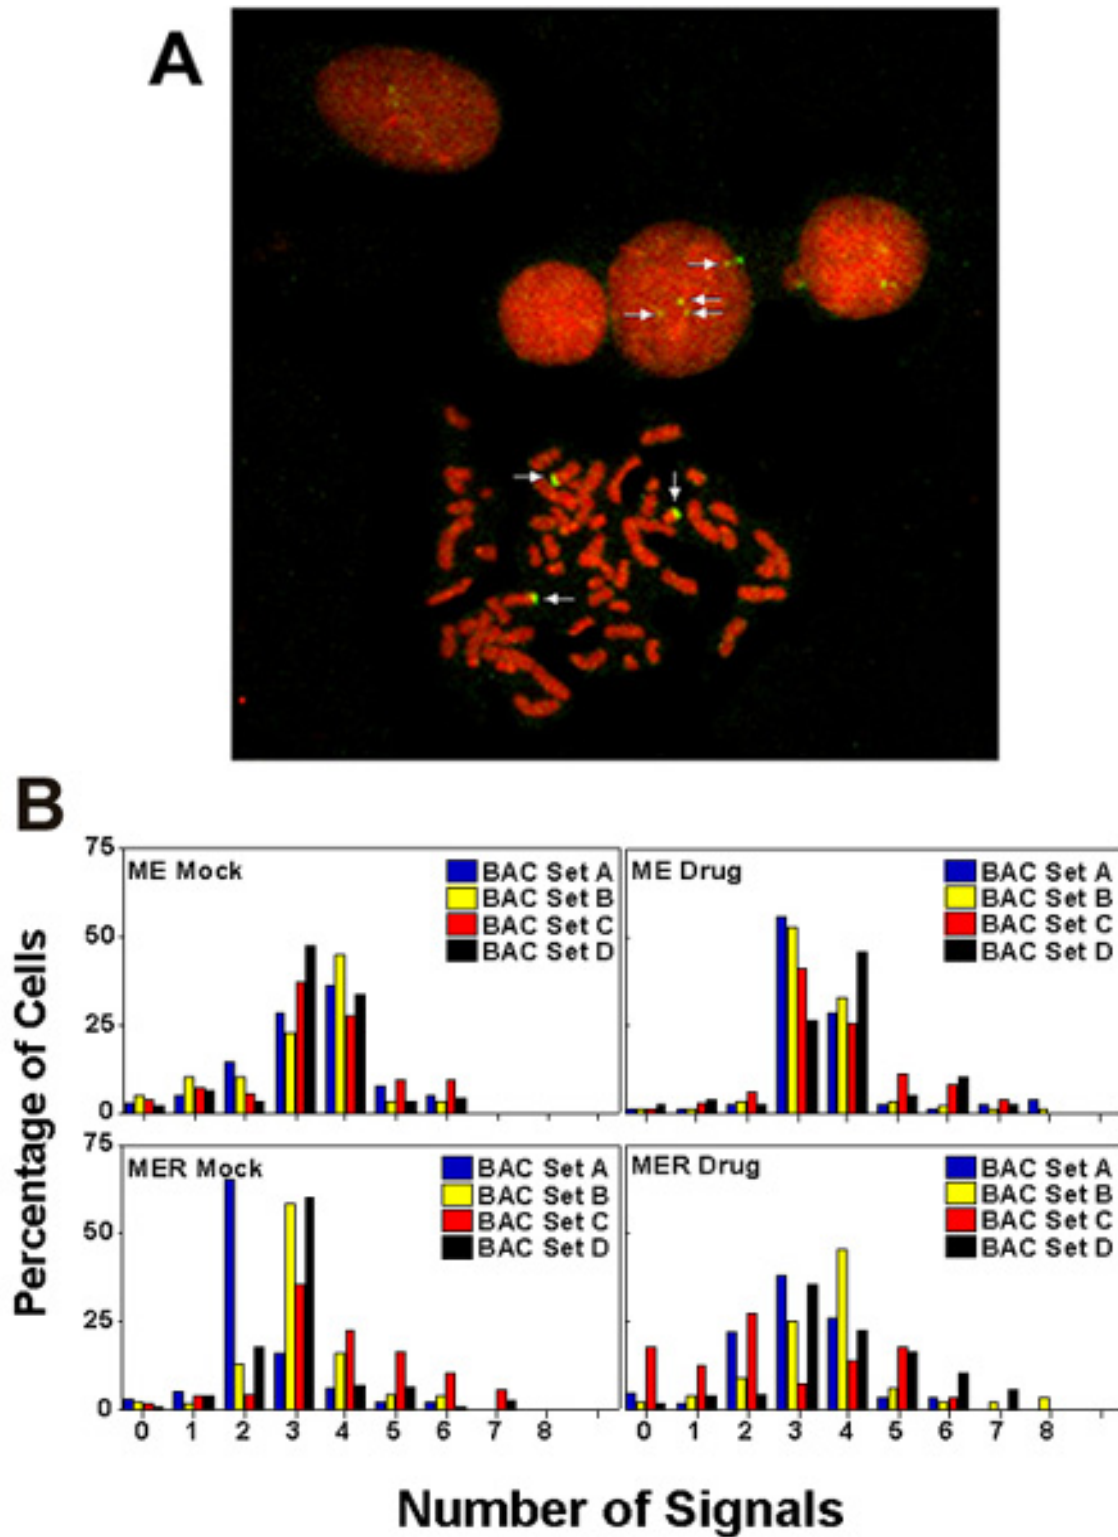 A
B
Percentage of Cells
75
50
25
0
ME Mock
BAC Set A
BAC Set B
BAC Set C
BAC Set D
ME Drug
BAC Set A
BAC Set B
BAC Set C
BAC Set D
75
50
25
0
MER Mock
BAC Set A
BAC Set B
BAC Set C
BAC Set D
MER Drug
BAC Set A
BAC Set B
BAC Set C
BAC Set D
0 1 2 3 4 5 6 7 8
0 1 2 3 4 5 6 7 8
Number of Signals